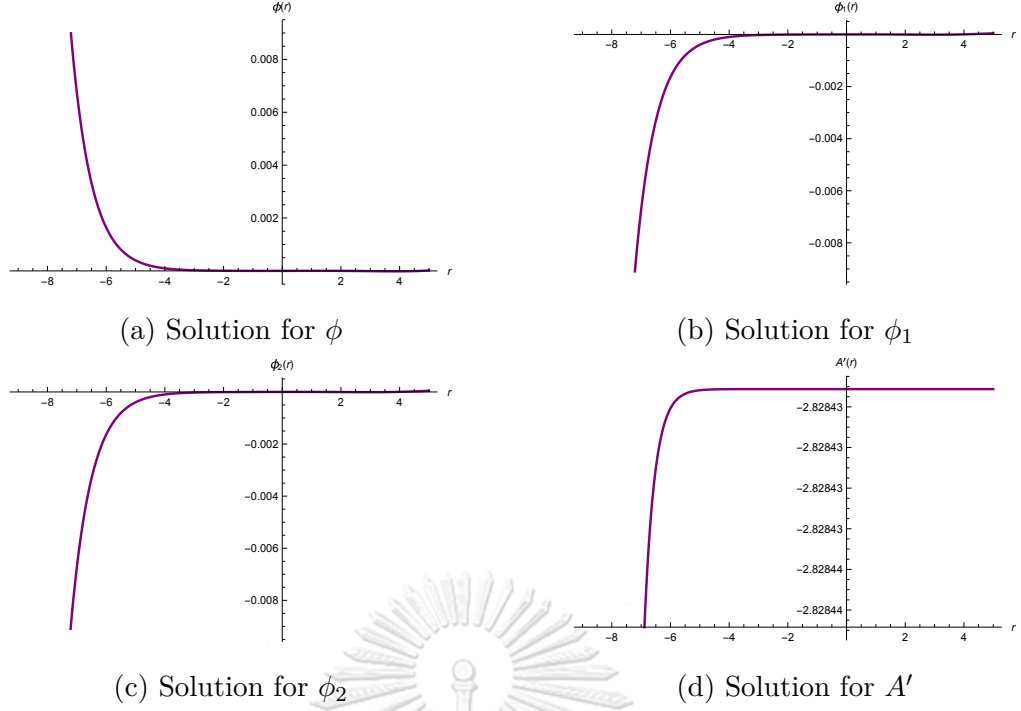 ϕ(r)
0.008
0.006
0.004
0.002
−8 −6 −4 −2 2 4 r
(a) Solution for ϕ
ϕ₁(r)
−8 −6 −4 −2 2 4 r
−0.002
−0.004
−0.006
−0.008
(b) Solution for ϕ₁
ϕ₂(r)
−8 −6 −4 −2 2 4 r
−0.002
−0.004
−0.006
−0.008
(c) Solution for ϕ₂
A′(r)
−2.82843
−2.82843
−2.82843
−2.82843
−2.82844
−2.82844
−8 −6 −4 −2 2 4 r
(d) Solution for A′